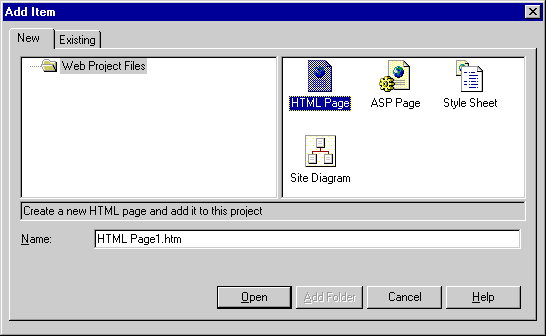 Add Item
New Existing
Web Project Files
HTML Page ASP Page Style Sheet
Site Diagram
Create a new HTML page and add it to this project
Name: HTML Page1.htm
Open Add Folder Cancel Help